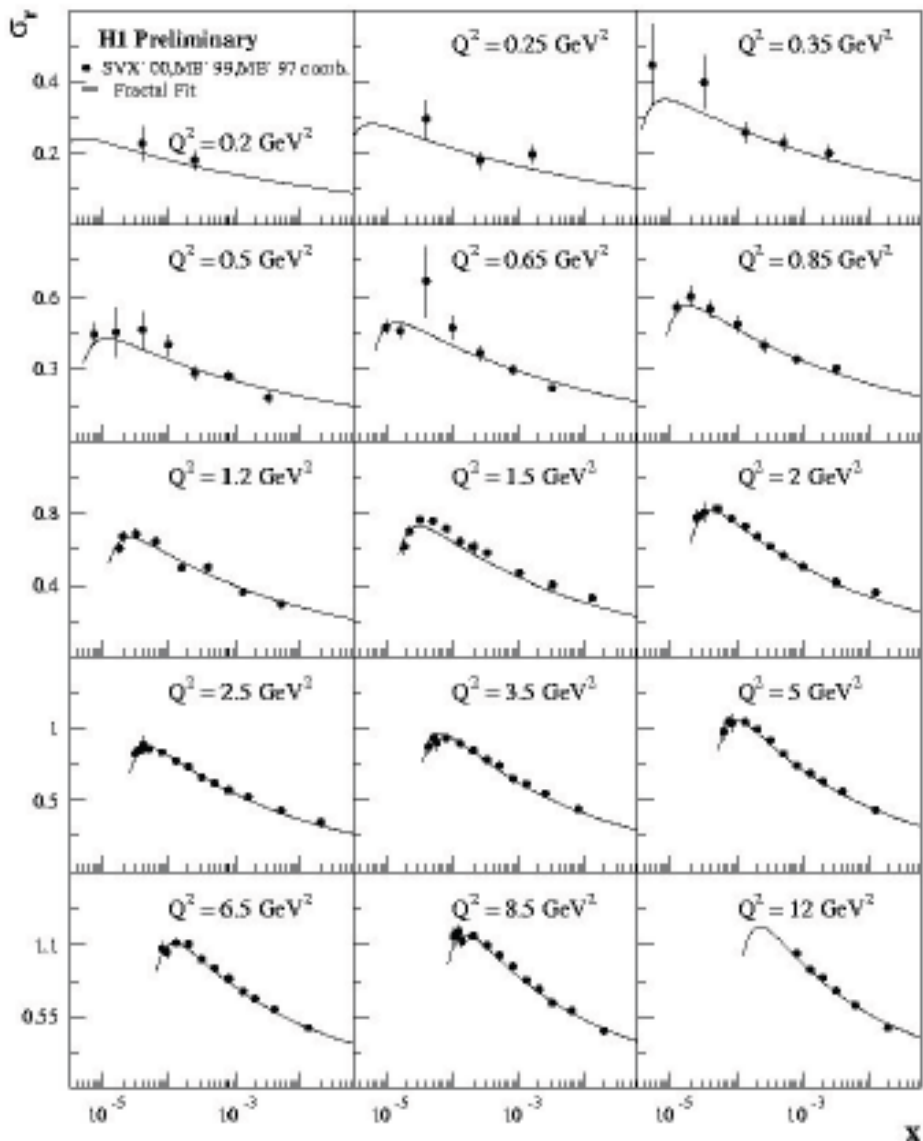 σr
H1 Preliminary
SVX' 00,MB' 99,MB' 97 comb.
Fractal Fit
Q² = 0.2 GeV²
Q² = 0.25 GeV²
Q² = 0.35 GeV²
0.4
0.2
Q² = 0.5 GeV²
Q² = 0.65 GeV²
Q² = 0.85 GeV²
0.6
0.3
Q² = 1.2 GeV²
Q² = 1.5 GeV²
Q² = 2 GeV²
0.8
0.4
Q² = 2.5 GeV²
Q² = 3.5 GeV²
Q² = 5 GeV²
1
0.5
Q² = 6.5 GeV²
Q² = 8.5 GeV²
Q² = 12 GeV²
1.1
0.55
10⁻⁵ 10⁻³ 10⁻⁵ 10⁻³ 10⁻⁵ 10⁻³
x